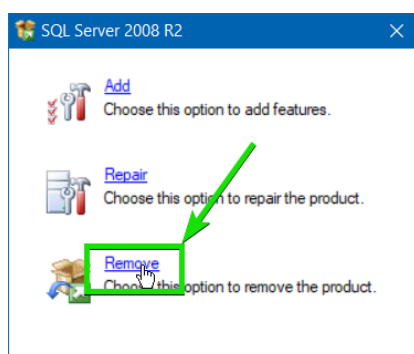 SQL Server 2008 R2
Add
Choose this option to add features.
Repair
Choose this option to repair the product.
Remove
Choose this option to remove the product.